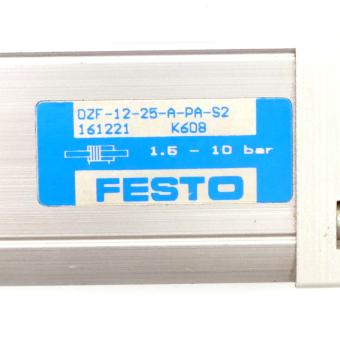 DZF-12-25-A-PA-S2
161221 K608
1.5 - 10 bar
FESTO